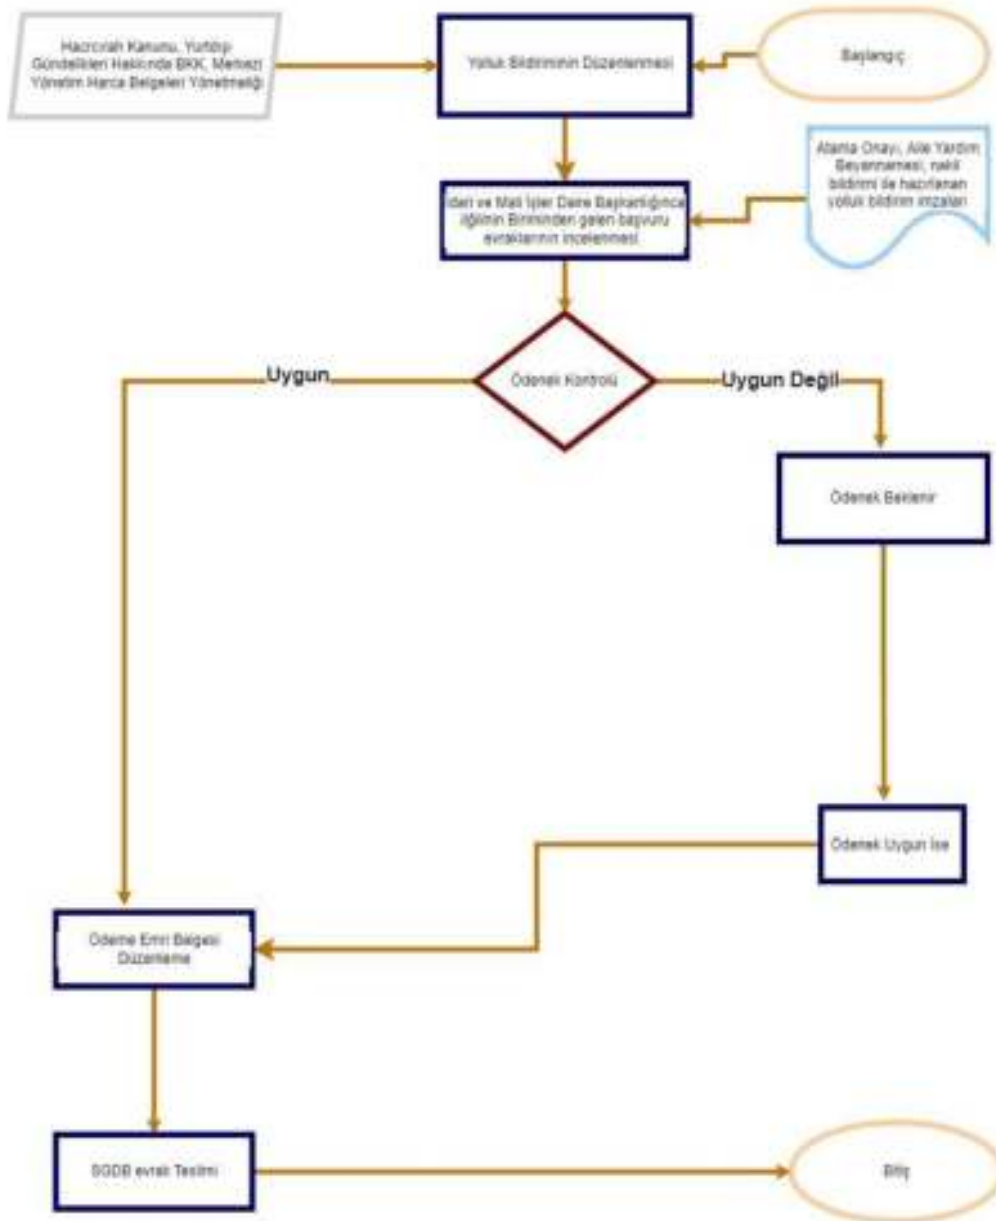 Harcırah Kanunu, Yurtdışı
Gündelikleri Hakkında BKK, Merkezi
Yönetim Harca Belgeleri Yönetmeliği
Yolluk Bildiriminin Düzenlenmesi
Başlangıç
Atama Onayı, Aile Yardım
Beyannamesi, nakil
bildirimi ile hazırlanan
yolluk bildirim imzaları
İdari ve Mali İşler Daire Başkanlığınca
ilgilinin Biriminden gelen başvuru
evraklarının incelenmesi
Ödenek Kontrolü
Uygun
Uygun Değil
Ödenek Beklenir
Ödenek Uygun İse
Ödeme Emri Belgesi
Düzenleme
SGDB evrak Teslimi
Bitiş